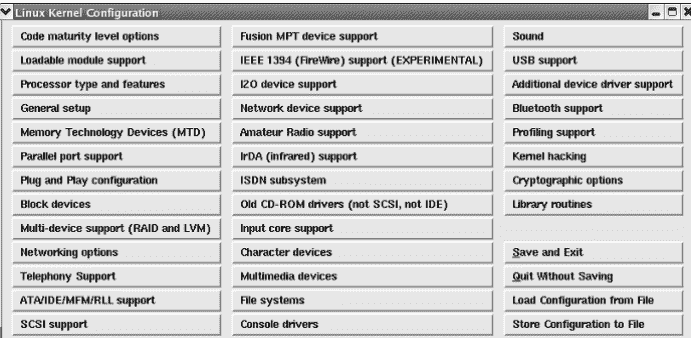 Linux Kernel Configuration
Code maturity level options
Loadable module support
Processor type and features
General setup
Memory Technology Devices (MTD)
Parallel port support
Plug and Play configuration
Block devices
Multi-device support (RAID and LVM)
Networking options
Telephony Support
ATA/IDE/MFM/RLL support
SCSI support
Fusion MPT device support
IEEE 1394 (FireWire) support (EXPERIMENTAL)
I2O device support
Network device support
Amateur Radio support
IrDA (infrared) support
ISDN subsystem
Old CD-ROM drivers (not SCSI, not IDE)
Input core support
Character devices
Multimedia devices
File systems
Console drivers
Sound
USB support
Additional device driver support
Bluetooth support
Profiling support
Kernel hacking
Cryptographic options
Library routines
Save and Exit
Quit Without Saving
Load Configuration from File
Store Configuration to File